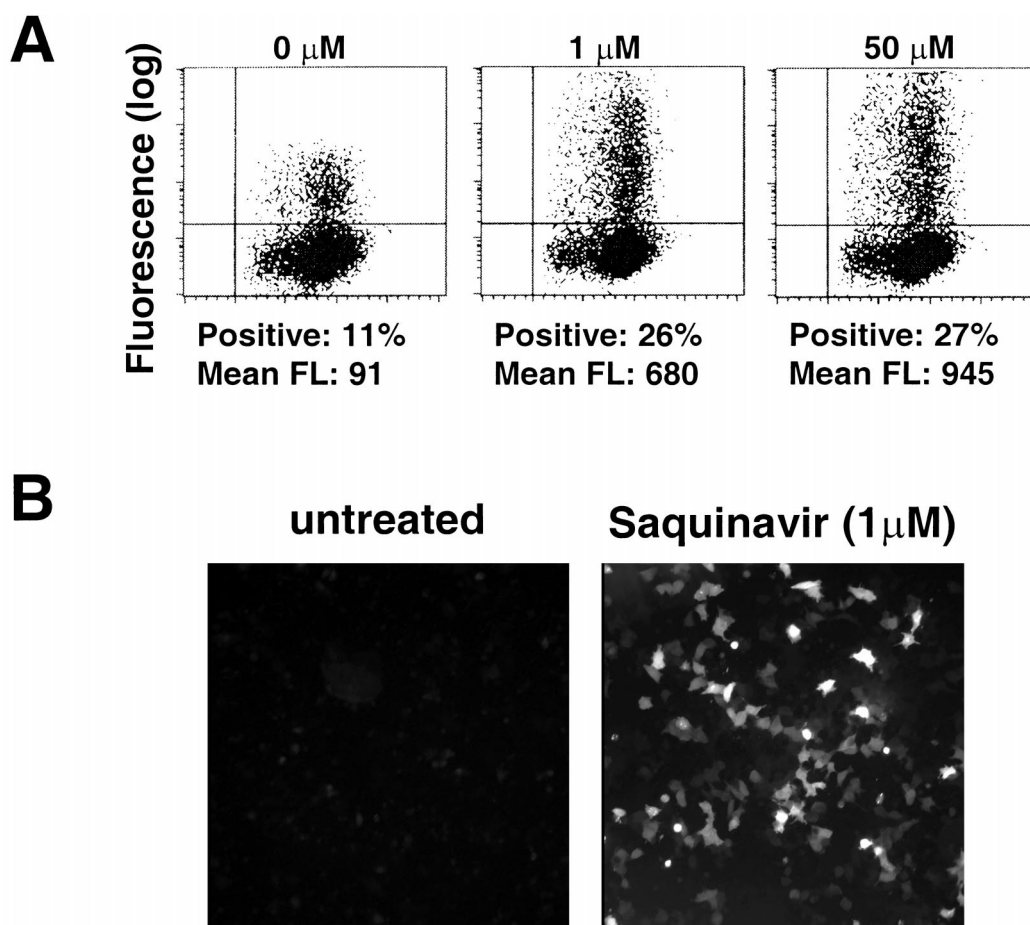 A
Fluorescence (log)
0 μM
1 μM
50 μM
Positive: 11%
Mean FL: 91
Positive: 26%
Mean FL: 680
Positive: 27%
Mean FL: 945
B
untreated
Saquinavir (1μM)